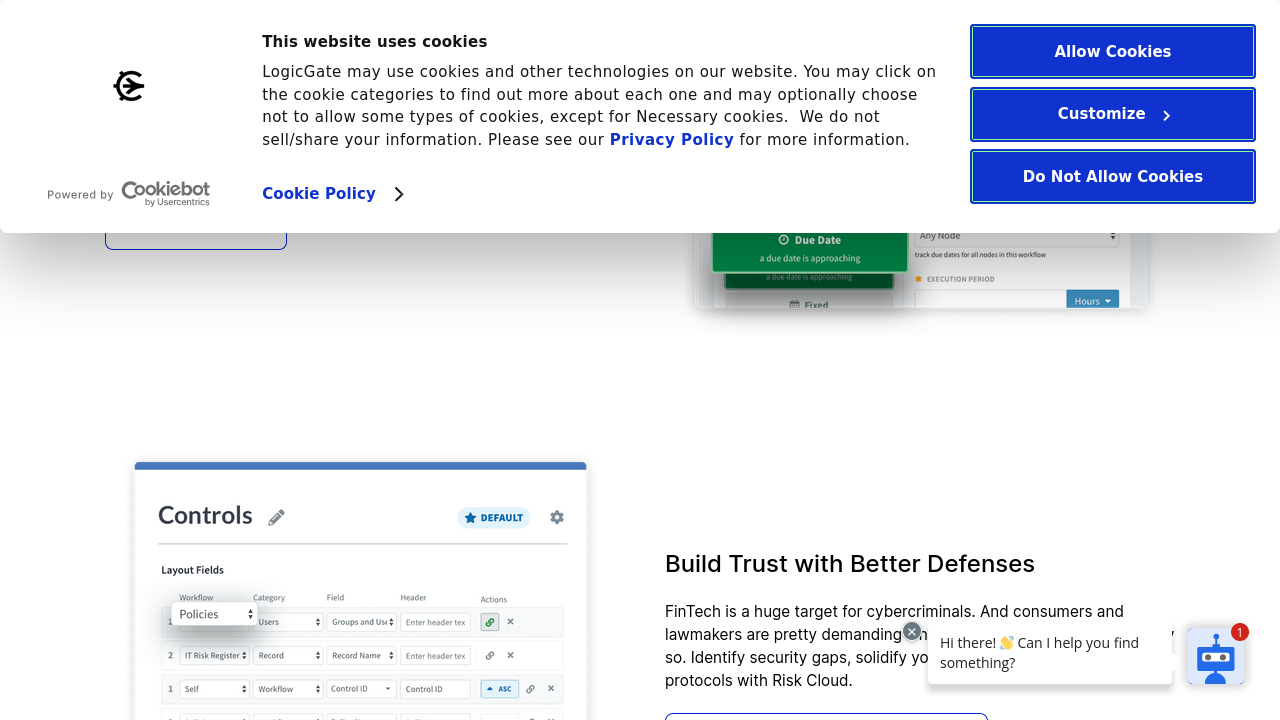 This website uses cookies
LogicGate may use cookies and other technologies on our website. You may click on
the cookie categories to find out more about each one and may optionally choose
not to allow some types of cookies, except for Necessary cookies.  We do not
sell/share your information. Please see our Privacy Policy for more information.
Allow Cookies
Customize
Do Not Allow Cookies
Powered by Cookiebot
by Usercentrics
Cookie Policy
Due Date
a due date is approaching
a due date is approaching
Fixed
Any Node
track due dates for all nodes in this workflow
EXECUTION PERIOD
Hours
Controls
DEFAULT
Layout Fields
Workflow Category Field Header Actions
Policies Users Groups and Use Enter header tex
2 IT Risk Register Record Record Name Enter header tex
1 Self Workflow Control ID Control ID ASC
Build Trust with Better Defenses
FinTech is a huge target for cybercriminals. And consumers and
lawmakers are pretty demanding
so. Identify security gaps, solidify
protocols with Risk Cloud.
Hi there! 👋 Can I help you find
something?
1